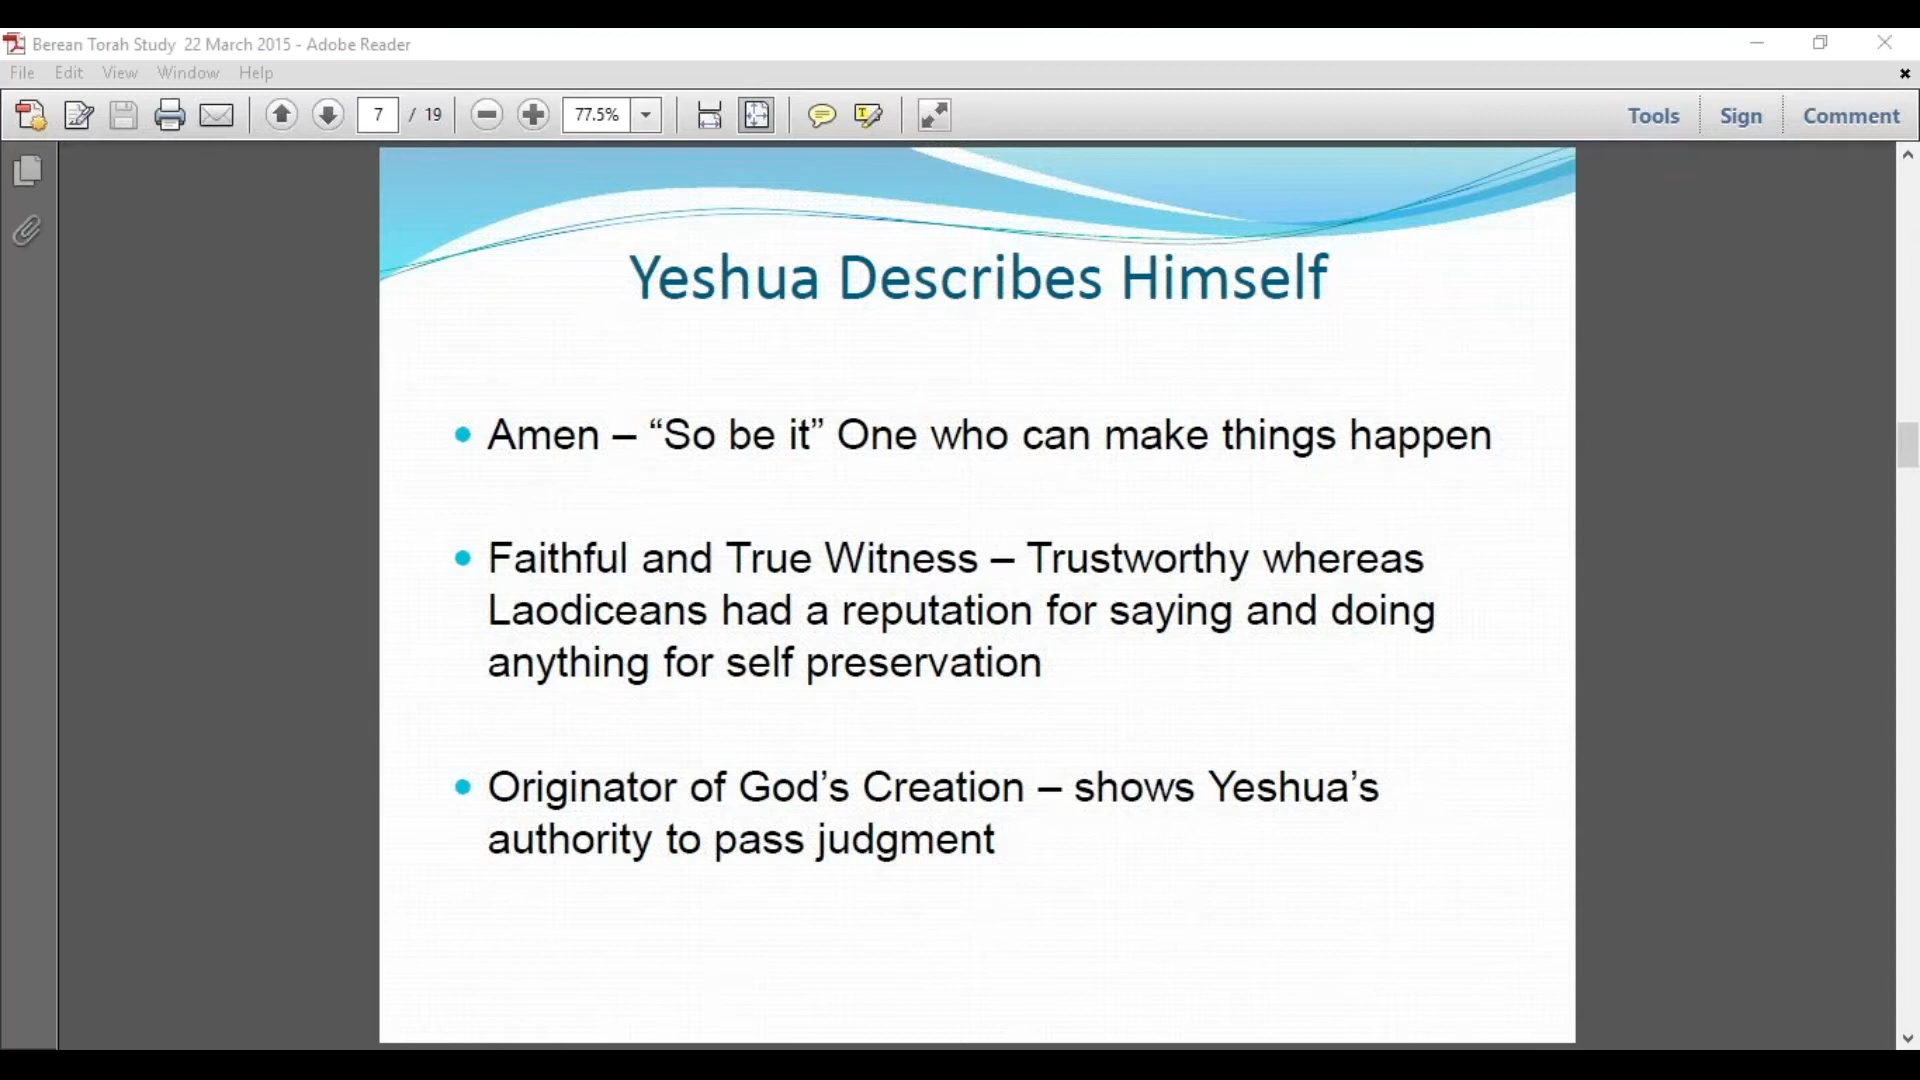 Berean Torah Study 22 March 2015 - Adobe Reader
File Edit View Window Help
7 / 19 77.5% Tools Sign Comment
Yeshua Describes Himself
• Amen – “So be it” One who can make things happen
• Faithful and True Witness – Trustworthy whereas
Laodiceans had a reputation for saying and doing
anything for self preservation
• Originator of God’s Creation – shows Yeshua’s
authority to pass judgment